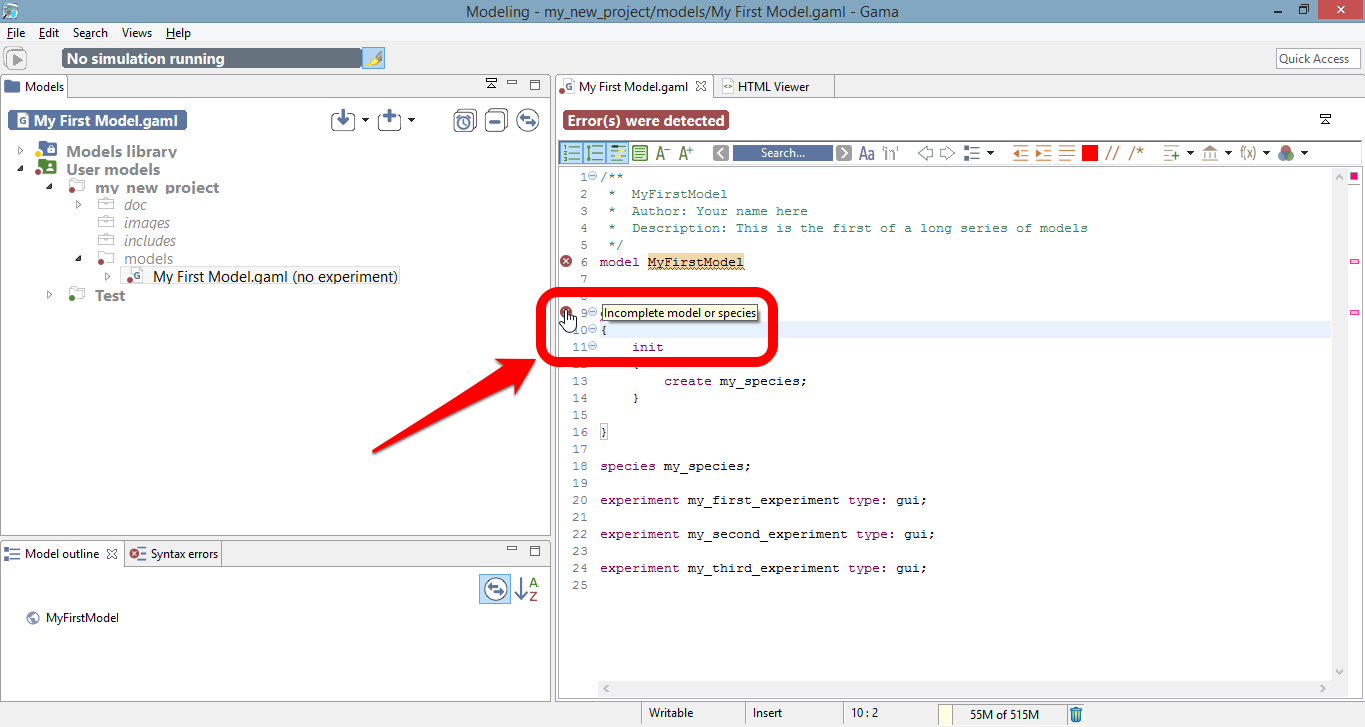 Modeling - my_new_project/models/My First Model.gaml - Gama
File Edit Search Views Help
No simulation running
Quick Access
Models
My First Model.gaml
Models library
User models
my_new_project
doc
images
includes
models
My First Model.gaml (no experiment)
Test
Model outline
Syntax errors
A
Z
MyFirstModel
My First Model.gaml
HTML Viewer
Error(s) were detected
A- A+ Search... Aa 'in' // /* f(x)
1 /**
2 * MyFirstModel
3 * Author: Your name here
4 * Description: This is the first of a long series of models
5 */
6 model MyFirstModel
7
9 Incomplete model or species
10 {
11 init
13 create my_species;
14 }
15
16 }
17
18 species my_species;
19
20 experiment my_first_experiment type: gui;
21
22 experiment my_second_experiment type: gui;
23
24 experiment my_third_experiment type: gui;
25
Writable Insert 10 : 2 55M of 515M